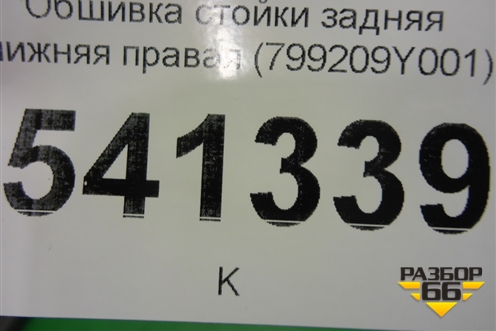 Обшивка стойки задняя
нижняя правая (799209Y001)
541339
К
РАЗБОР
66